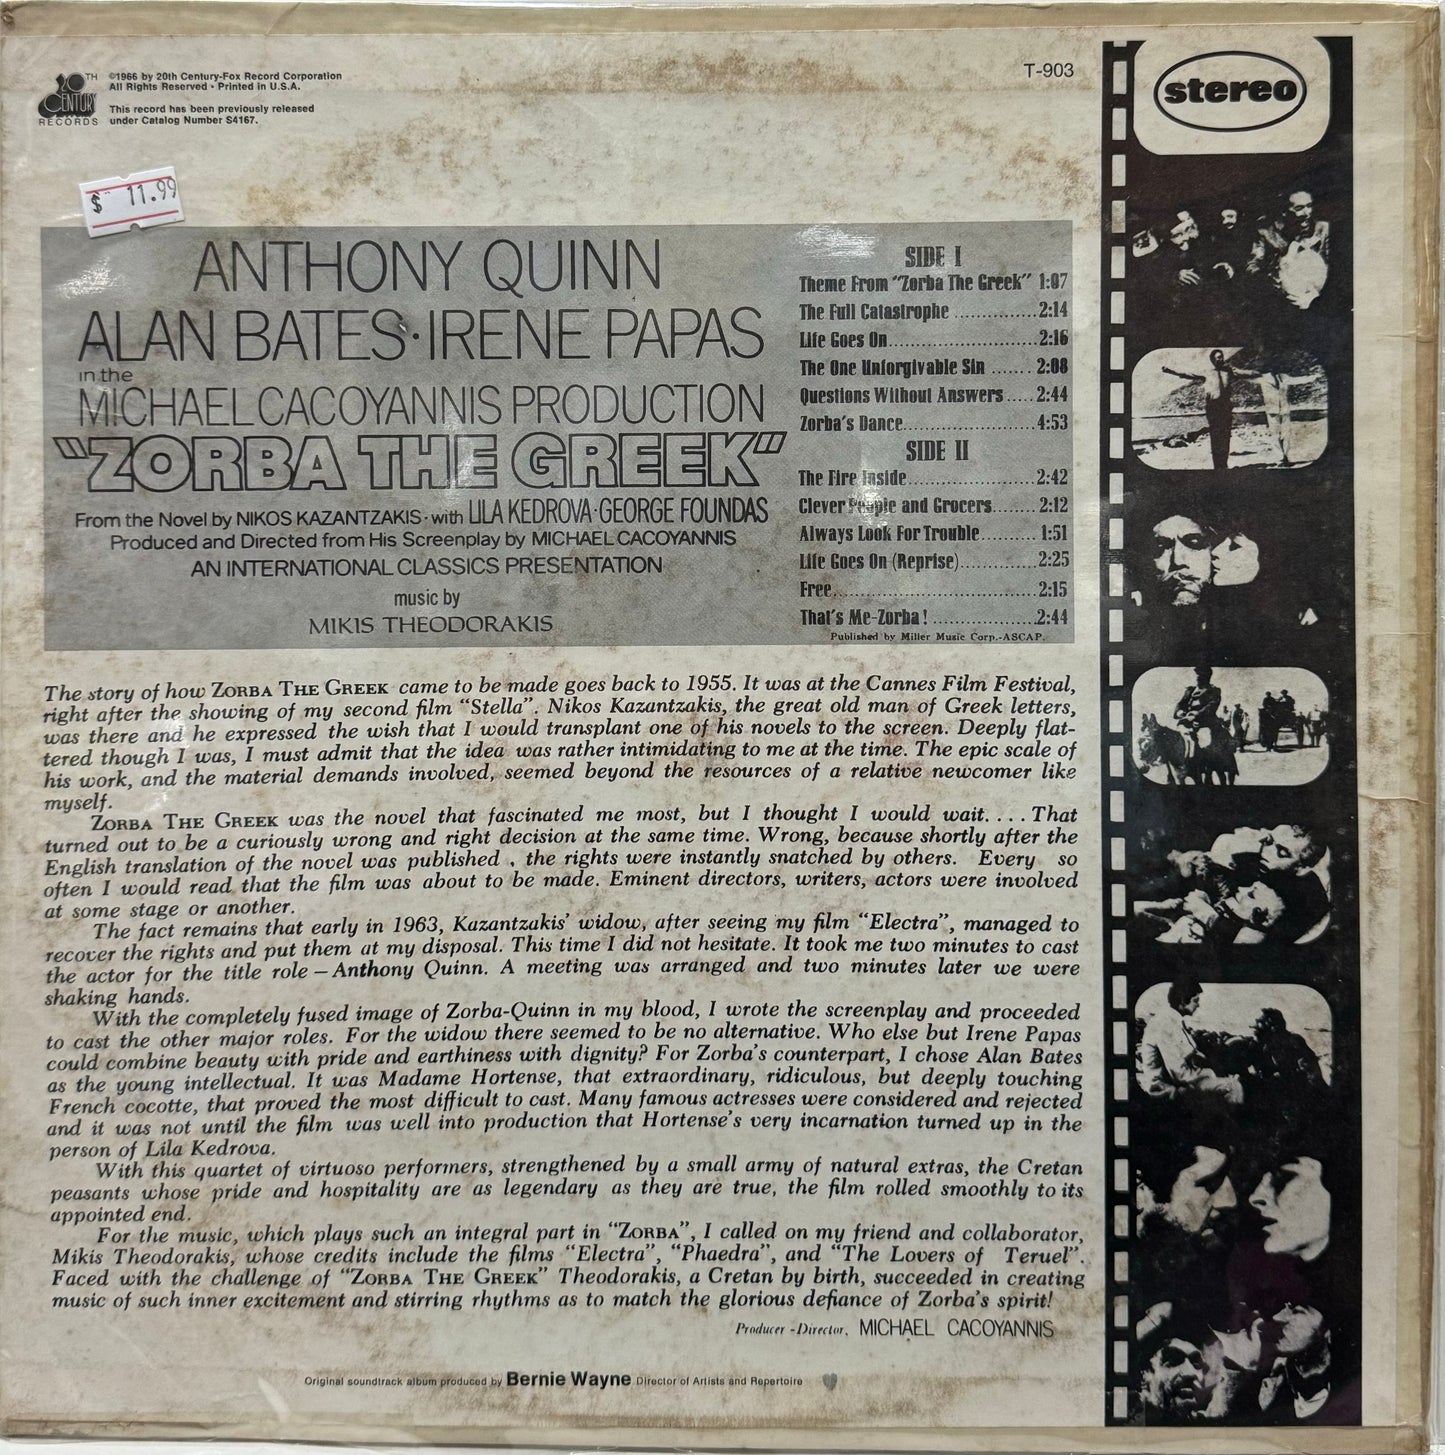 20TH
CENTURY
RECORDS
©1966 by 20th Century-Fox Record Corporation
All Rights Reserved • Printed in U.S.A.
This record has been previously released
under Catalog Number S4167.
T-903
stereo
$ 11.99
ANTHONY QUINN
ALAN BATES·IRENE PAPAS
in the
MICHAEL CACOYANNIS PRODUCTION
"ZORBA THE GREEK"
From the Novel by NIKOS KAZANTZAKIS · with LILA KEDROVA·GEORGE FOUNDAS
Produced and Directed from His Screenplay by MICHAEL CACOYANNIS
AN INTERNATIONAL CLASSICS PRESENTATION
music by
MIKIS THEODORAKIS
SIDE I
Theme From "Zorba The Greek" 1:07
The Full Catastrophe ..............2:14
Life Goes On..........................2:16
The One Unforgivable Sin ....... 2:08
Questions Without Answers ..... 2:44
Zorba's Dance.......................4:53
SIDE II
The Fire Inside......................2:42
Clever People and Grocers........2:12
Always Look For Trouble.......... 1:51
Life Goes On (Reprise).............. 2:25
Free....................................2:15
That's Me-Zorba! ..................2:44
Published by Miller Music Corp.-ASCAP.
The story of how ZORBA THE GREEK came to be made goes back to 1955. It was at the Cannes Film Festival,
right after the showing of my second film "Stella". Nikos Kazantzakis, the great old man of Greek letters,
was there and he expressed the wish that I would transplant one of his novels to the screen. Deeply flat-
tered though I was, I must admit that the idea was rather intimidating to me at the time. The epic scale of
his work, and the material demands involved, seemed beyond the resources of a relative newcomer like
myself.
ZORBA THE GREEK was the novel that fascinated me most, but I thought I would wait. . . . That
turned out to be a curiously wrong and right decision at the same time. Wrong, because shortly after the
English translation of the novel was published , the rights were instantly snatched by others. Every so
often I would read that the film was about to be made. Eminent directors, writers, actors were involved
at some stage or another.
The fact remains that early in 1963, Kazantzakis' widow, after seeing my film "Electra", managed to
recover the rights and put them at my disposal. This time I did not hesitate. It took me two minutes to cast
the actor for the title role — Anthony Quinn. A meeting was arranged and two minutes later we were
shaking hands.
With the completely fused image of Zorba-Quinn in my blood, I wrote the screenplay and proceeded
to cast the other major roles. For the widow there seemed to be no alternative. Who else but Irene Papas
could combine beauty with pride and earthiness with dignity? For Zorba's counterpart, I chose Alan Bates
as the young intellectual. It was Madame Hortense, that extraordinary, ridiculous, but deeply touching
French cocotte, that proved the most difficult to cast. Many famous actresses were considered and rejected
and it was not until the film was well into production that Hortense's very incarnation turned up in the
person of Lila Kedrova.
With this quartet of virtuoso performers, strengthened by a small army of natural extras, the Cretan
peasants whose pride and hospitality are as legendary as they are true, the film rolled smoothly to its
appointed end.
For the music, which plays such an integral part in "ZORBA", I called on my friend and collaborator,
Mikis Theodorakis, whose credits include the films "Electra", "Phaedra", and "The Lovers of Teruel".
Faced with the challenge of "ZORBA THE GREEK" Theodorakis, a Cretan by birth, succeeded in creating
music of such inner excitement and stirring rhythms as to match the glorious defiance of Zorba's spirit!
Producer -Director, MICHAEL CACOYANNIS
Original soundtrack album produced by Bernie Wayne Director of Artists and Repertoire